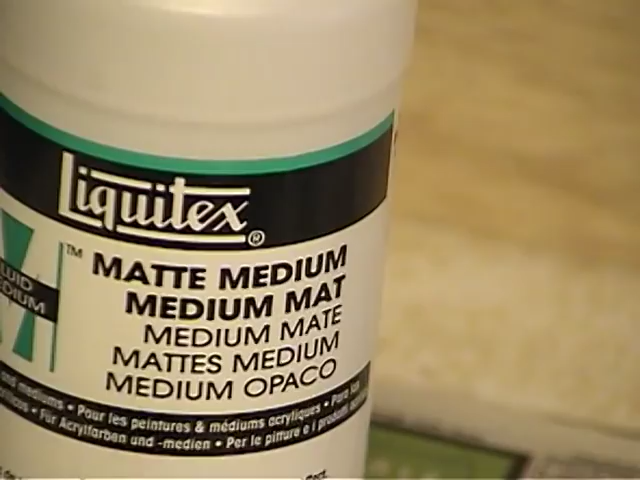 Liquitex®
™
MATTE MEDIUM
MEDIUM MAT
MEDIUM MATE
MATTES MEDIUM
MEDIUM OPACO
mediums • Pour les peintures & médiums acryliques •
• Für Acrylfarben und -medien • Per le pitture e i prodotti